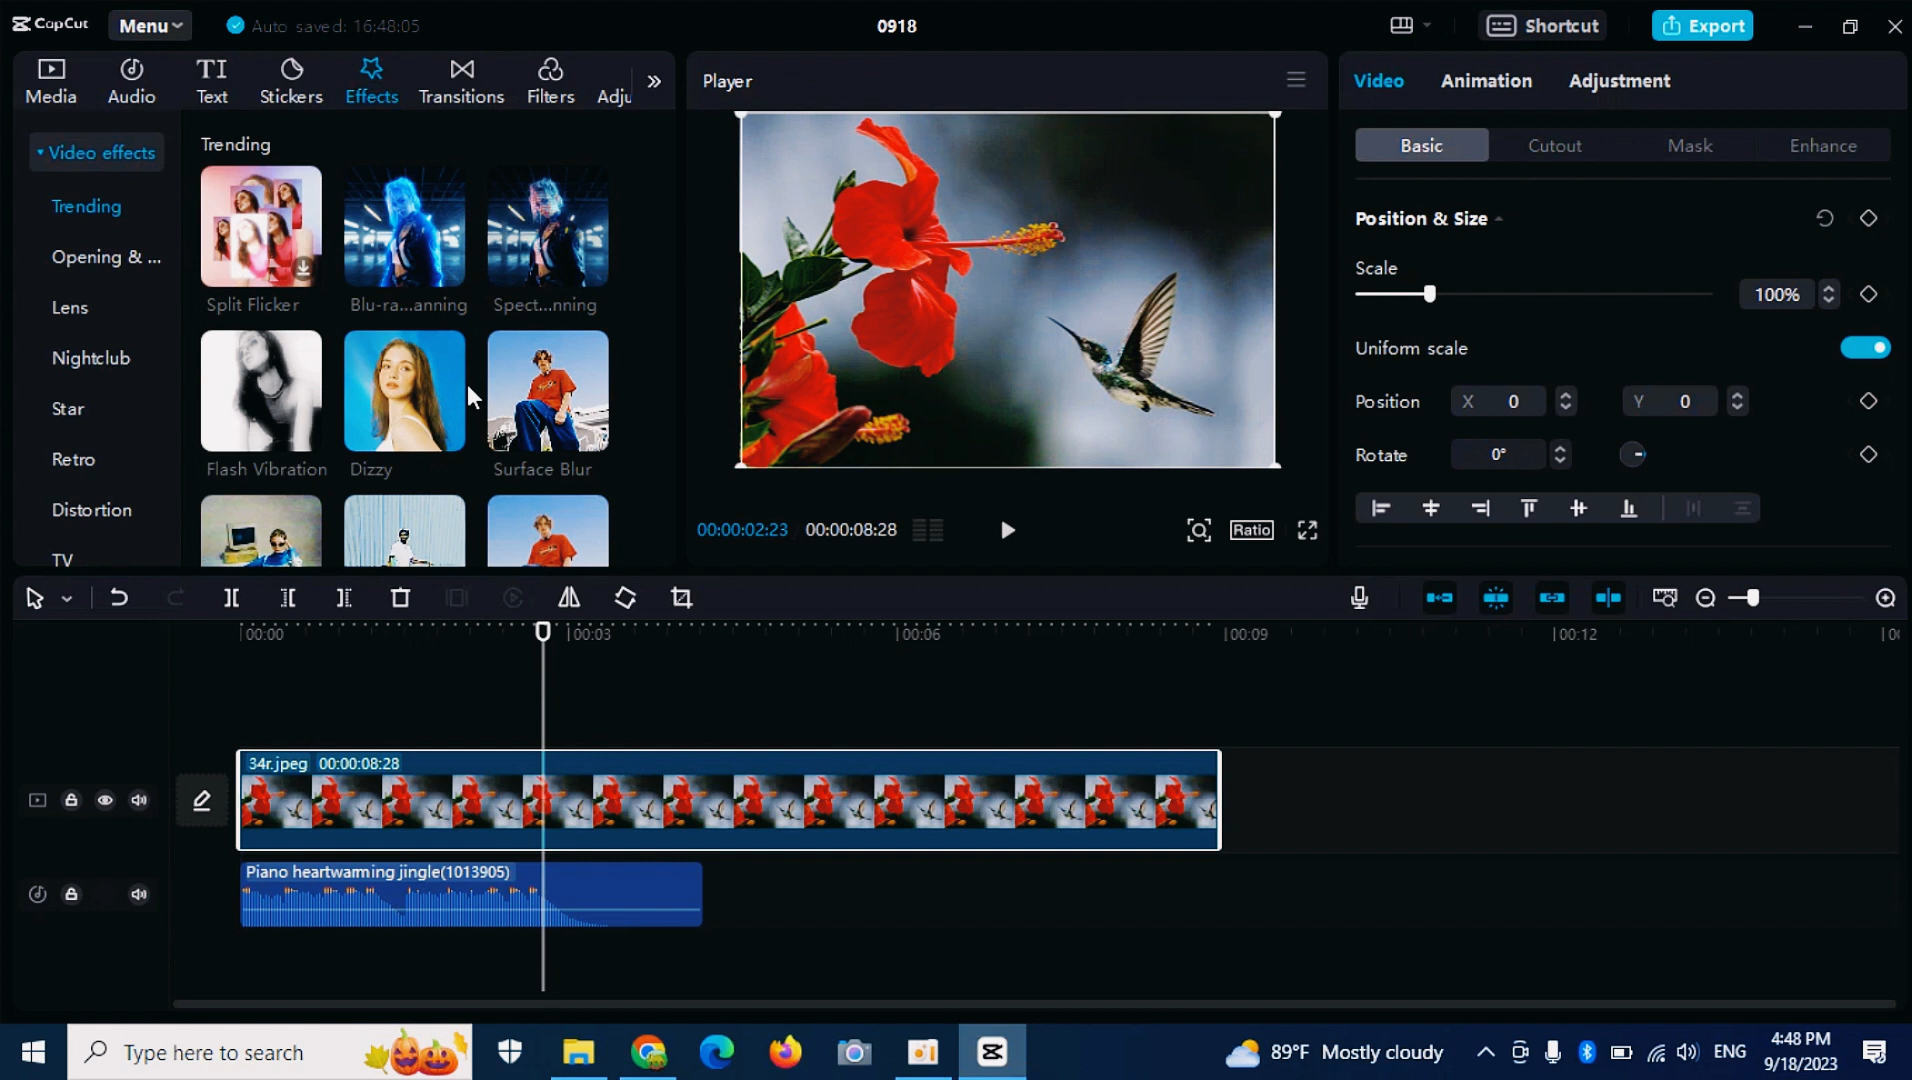 CapCut
Menu
Auto saved: 16:48:05
0918
Shortcut
Export
Media
Audio
TI
Text
Stickers
Effects
Transitions
Filters
Adju
Video effects
Trending
Opening & ...
Lens
Nightclub
Star
Retro
Distortion
TV
Trending
Split Flicker
Blu-ra...anning
Spect...nning
Flash Vibration
Dizzy
Surface Blur
Player
00:00:02:23
00:00:08:28
Ratio
Video
Animation
Adjustment
Basic
Cutout
Mask
Enhance
Position & Size
Scale
100%
Uniform scale
Position
X 0
Y 0
Rotate
0°
00:00
00:03
00:06
00:09
00:12
34r.jpeg 00:00:08:28
Piano heartwarming jingle(1013905)
Type here to search
89°F Mostly cloudy
ENG
4:48 PM
9/18/2023